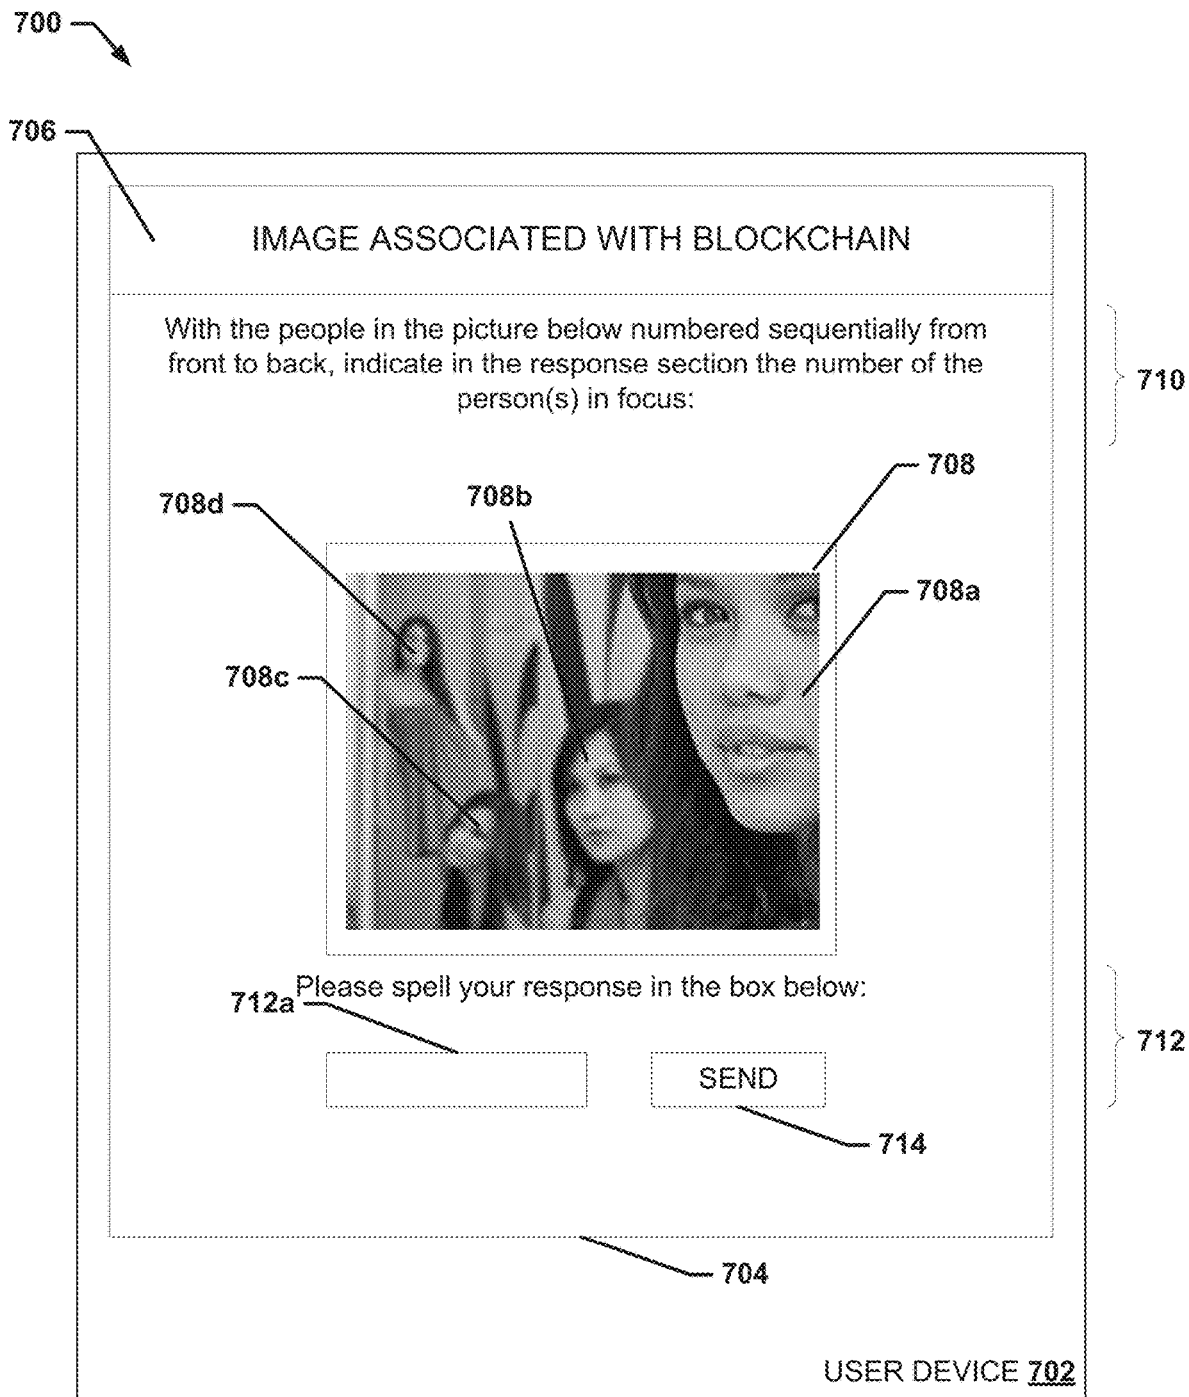 700
706
IMAGE ASSOCIATED WITH BLOCKCHAIN
With the people in the picture below numbered sequentially from
front to back, indicate in the response section the number of the
person(s) in focus:
710
708
708d
708b
708a
708c
Please spell your response in the box below:
712a
712
SEND
714
704
USER DEVICE 702